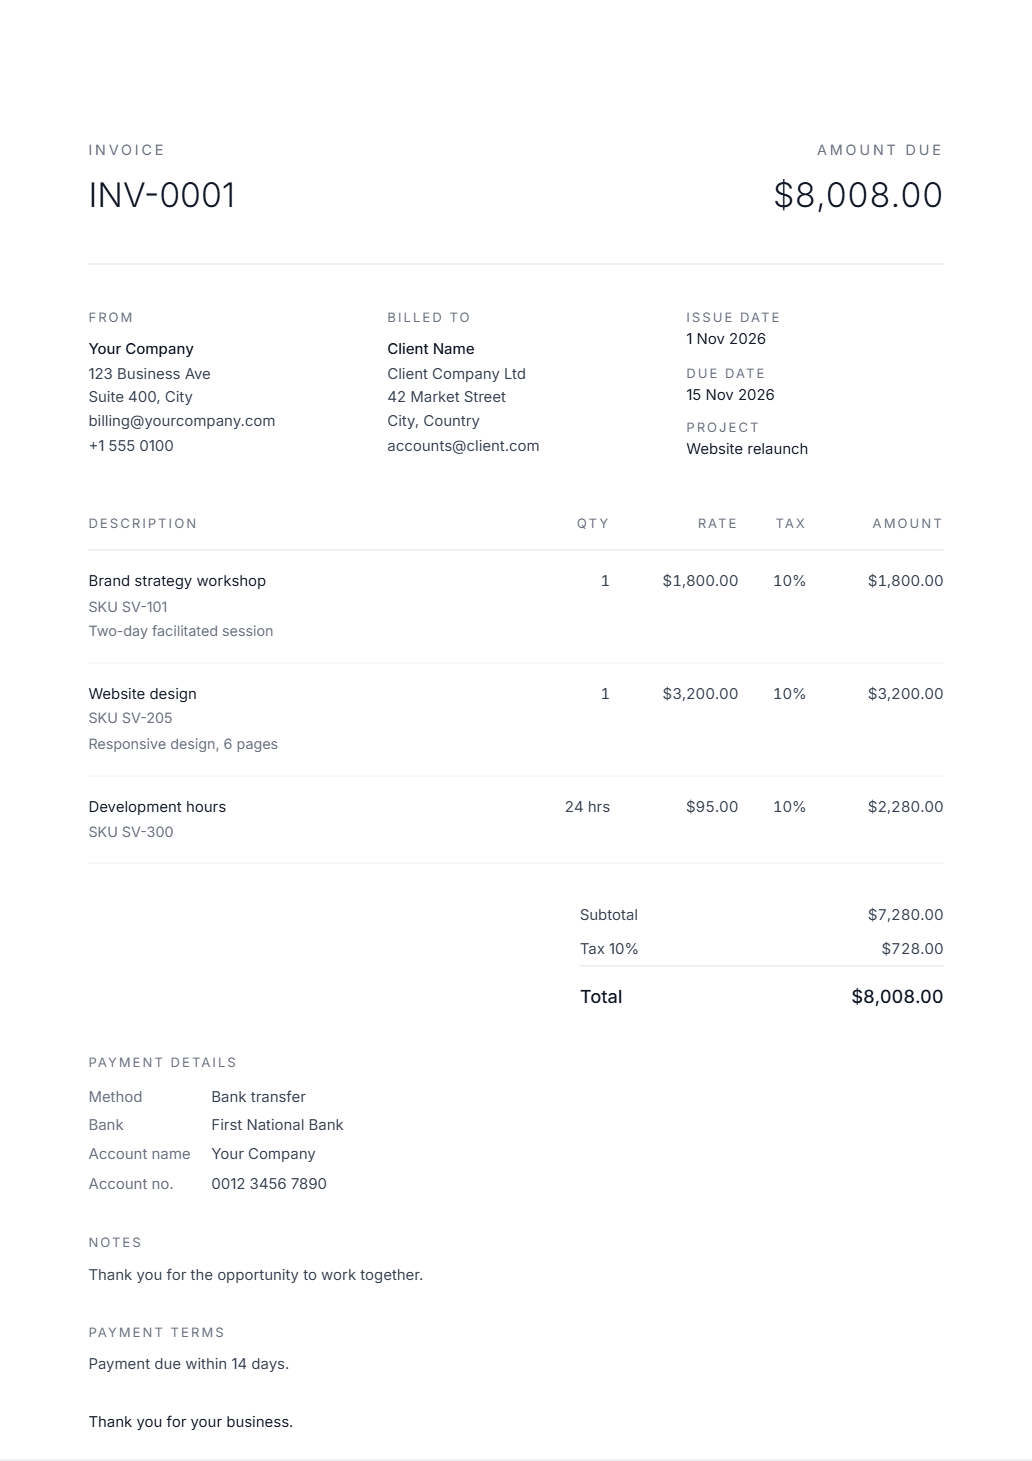 INVOICE
INV-0001
AMOUNT DUE
$8,008.00
FROM
Your Company
123 Business Ave
Suite 400, City
billing@yourcompany.com
+1 555 0100
BILLED TO
Client Name
Client Company Ltd
42 Market Street
City, Country
accounts@client.com
ISSUE DATE
1 Nov 2026
DUE DATE
15 Nov 2026
PROJECT
Website relaunch
DESCRIPTION QTY RATE TAX AMOUNT
Brand strategy workshop 1 $1,800.00 10% $1,800.00
SKU SV-101
Two-day facilitated session
Website design 1 $3,200.00 10% $3,200.00
SKU SV-205
Responsive design, 6 pages
Development hours 24 hrs $95.00 10% $2,280.00
SKU SV-300
Subtotal $7,280.00
Tax 10% $728.00
Total $8,008.00
PAYMENT DETAILS
Method Bank transfer
Bank First National Bank
Account name Your Company
Account no. 0012 3456 7890
NOTES
Thank you for the opportunity to work together.
PAYMENT TERMS
Payment due within 14 days.
Thank you for your business.